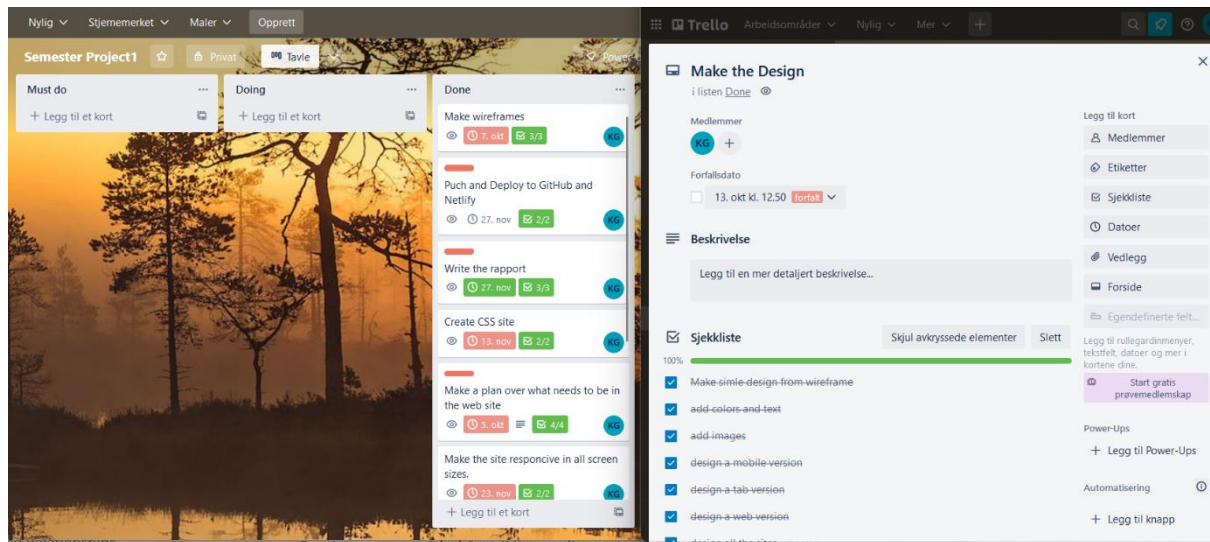 Nylig
Stjernemerket
Maler
Opprett
Semester Project1
Privat
Tavle
Power-
Must do
+ Legg til et kort
Doing
+ Legg til et kort
Done
Make wireframes
7. okt
3/3
KG
Puch and Deploy to GitHub and
Netlify
27. nov
2/2
KG
Write the rapport
27. nov
3/3
KG
Create CSS site
13. nov
2/2
KG
Make a plan over what needs to be in
the web site
5. okt
4/4
KG
Make the site responcive in all screen
sizes.
23. nov
2/2
KG
+ Legg til et kort
Trello
Arbeidsområder
Nylig
Mer
Make the Design
i listen Done
Medlemmer
KG
Forfallsdato
13. okt kl. 12.50 forfalt
Beskrivelse
Legg til en mer detaljert beskrivelse...
Sjekkliste
Skjul avkryssede elementer
Slett
100%
Make simle design from wireframe
add colors and text
add images
design a mobile version
design a tab version
design a web version
design all the sites
Legg til kort
Medlemmer
Etiketter
Sjekkliste
Datoer
Vedlegg
Forside
Egendefinerte felt...
Legg til rullegardinmenyer,
tekstfelt, datoer og mer i
kortene dine.
Start gratis
prøvemedlemskap
Power-Ups
+ Legg til Power-Ups
Automatisering
+ Legg til knapp